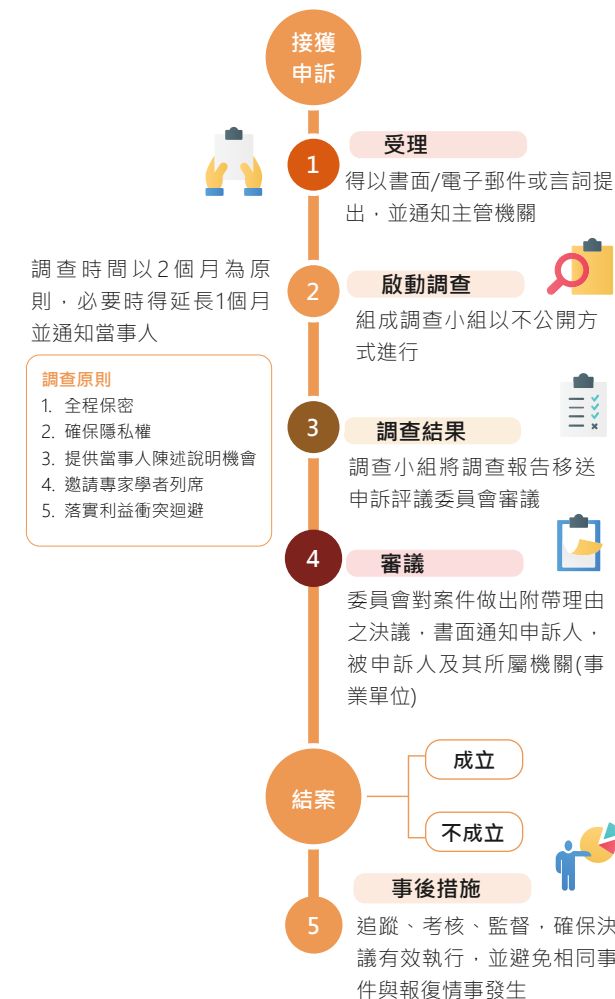 接獲
申訴
1
受理
得以書面/電子郵件或言詞提
出，並通知主管機關
調查時間以2個月為原
則，必要時得延長1個月
並通知當事人
2
啟動調查
組成調查小組以不公開方
式進行
調查原則
1. 全程保密
2. 確保隱私權
3. 提供當事人陳述說明機會
4. 邀請專家學者列席
5. 落實利益衝突迴避
3
調查結果
調查小組將調查報告移送
申訴評議委員會審議
4
審議
委員會對案件做出附帶理由
之決議，書面通知申訴人，
被申訴人及其所屬機關(事
業單位)
結案
成立
不成立
5
事後措施
追蹤、考核、監督，確保決
議有效執行，並避免相同事
件與報復情事發生